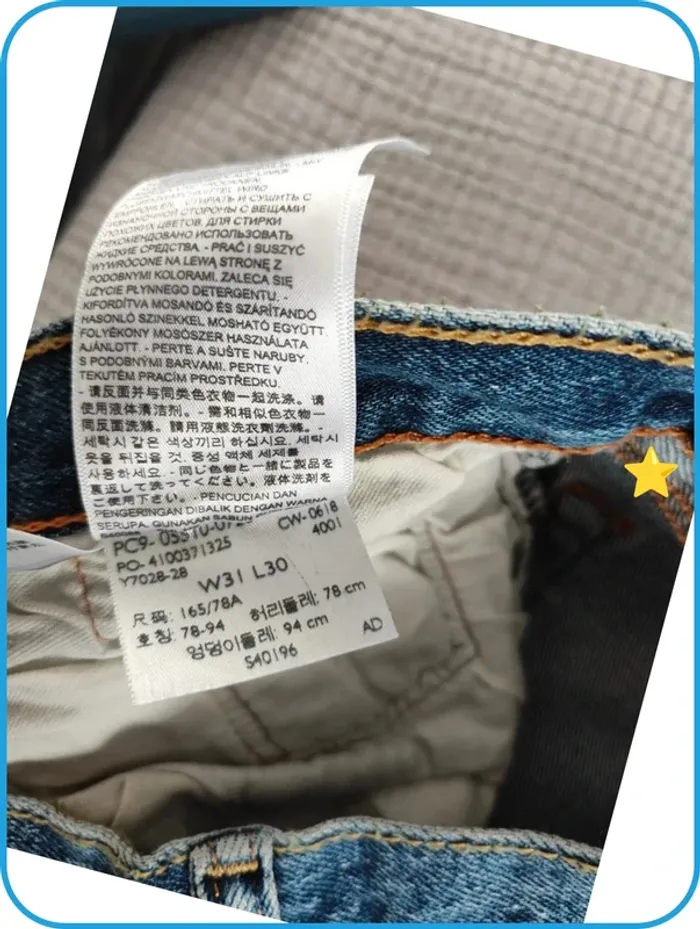 СТИРАТЬ И СУШИТЬ С
ИЗНАНОЧНОЙ СТОРОНЫ С ВЕЩАМИ
ПОХОЖИХ ЦВЕТОВ. ДЛЯ СТИРКИ
РЕКОМЕНДОВАНО ИСПОЛЬЗОВАТЬ
ЖИДКИЕ СРЕДСТВА. - PRAĆ I SUSZYĆ
WYWRÓCONE NA LEWĄ STRONĘ Z
PODOBNYMI KOLORAMI. ZALECA SIĘ
UŻYCIE PŁYNNEGO DETERGENTU. -
KIFORDÍTVA MOSANDÓ ÉS SZÁRÍTANDÓ
HASONLÓ SZINEKKEL MOSHATÓ EGYÜTT.
FOLYÉKONY MOSÓSZER HASZNÁLATA
AJÁNLOTT. - PERTE A SUŠTE NARUBY.
S PODOBNÝMI BARVAMI. PERTE V
TEKUTÉM PRACÍM PROSTŘEDKU.
- 请反面并与同类色衣物一起洗涤。请
使用液体清洁剂。- 需和相似色衣物一
同反面洗滌。請用液態洗衣劑洗滌。-
세탁시 같은 색상끼리 하십시요. 세탁시
옷을 뒤집을 것. 중성 액체 세제를
사용하세요. - 同じ色物と一緒に製品を
裏返して洗ってください。液体洗剤を
ご使用下さい。- PENCUCIAN DAN
PENGERINGAN DIBALIK DENGAN WARNA
SERUPA. GUNAKAN SABUN
PC9-
CW-0618
PO- 4100371325
4001
Y7028-28
W31 L30
尺码: 165/78A
허리둘레: 78 cm
호칭: 78-94
엉덩이둘레: 94 cm
AD
S40196